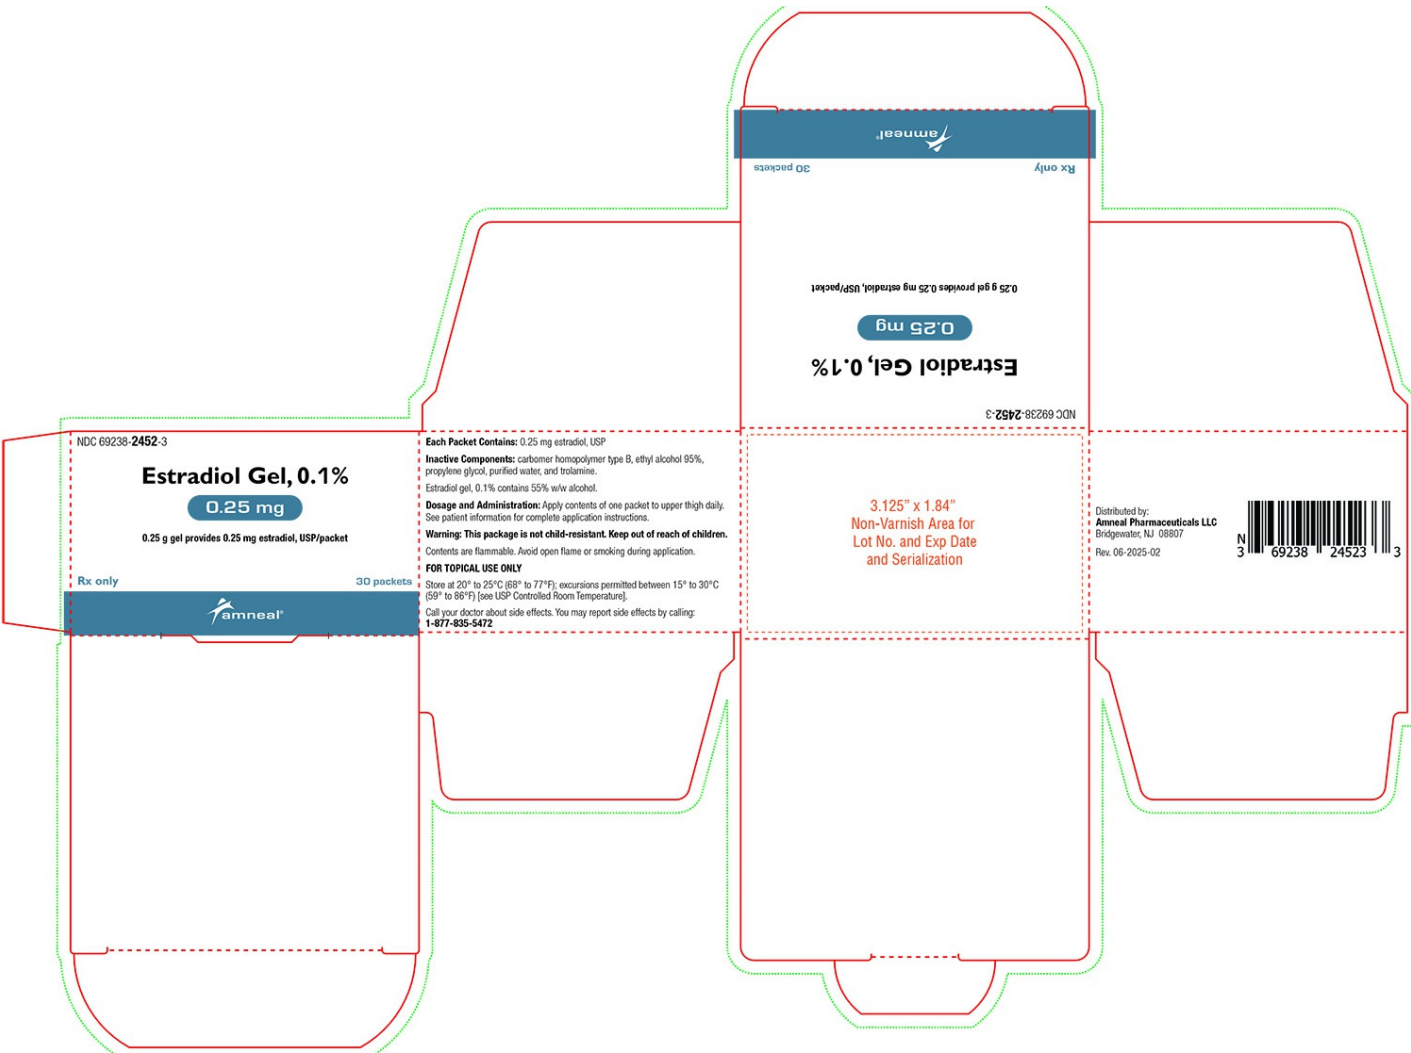 amneal®
30 packets
Rx only
0.25 g gel provides 0.25 mg estradiol, USP/packet
0.25 mg
Estradiol Gel, 0.1%
NDC 69238-2452-3
NDC 69238-2452-3
Estradiol Gel, 0.1%
0.25 mg
0.25 g gel provides 0.25 mg estradiol, USP/packet
Rx only
30 packets
amneal®
Each Packet Contains: 0.25 mg estradiol, USP
Inactive Components: carbomer homopolymer type B, ethyl alcohol 95%,
propylene glycol, purified water, and trolamine.
Estradiol gel, 0.1% contains 55% w/w alcohol.
Dosage and Administration: Apply contents of one packet to upper thigh daily.
See patient information for complete application instructions.
Warning: This package is not child-resistant. Keep out of reach of children.
Contents are flammable. Avoid open flame or smoking during application.
FOR TOPICAL USE ONLY
Store at 20° to 25°C (68° to 77°F); excursions permitted between 15° to 30°C
(59° to 86°F) [see USP Controlled Room Temperature].
Call your doctor about side effects. You may report side effects by calling:
1-877-835-5472
3.125” x 1.84”
Non-Varnish Area for
Lot No. and Exp Date
and Serialization
Distributed by:
Amneal Pharmaceuticals LLC
Bridgewater, NJ 08807
Rev. 06-2025-02
N
3 69238 24523 3